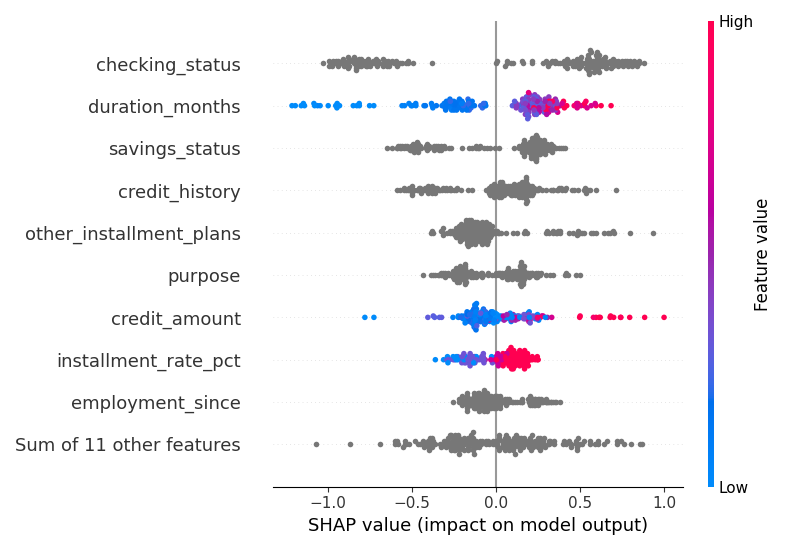 High
checking_status
duration_months
savings_status
credit_history
other_installment_plans
purpose
credit_amount
installment_rate_pct
employment_since
Sum of 11 other features
Feature value
Low
−1.0 −0.5 0.0 0.5 1.0
SHAP value (impact on model output)